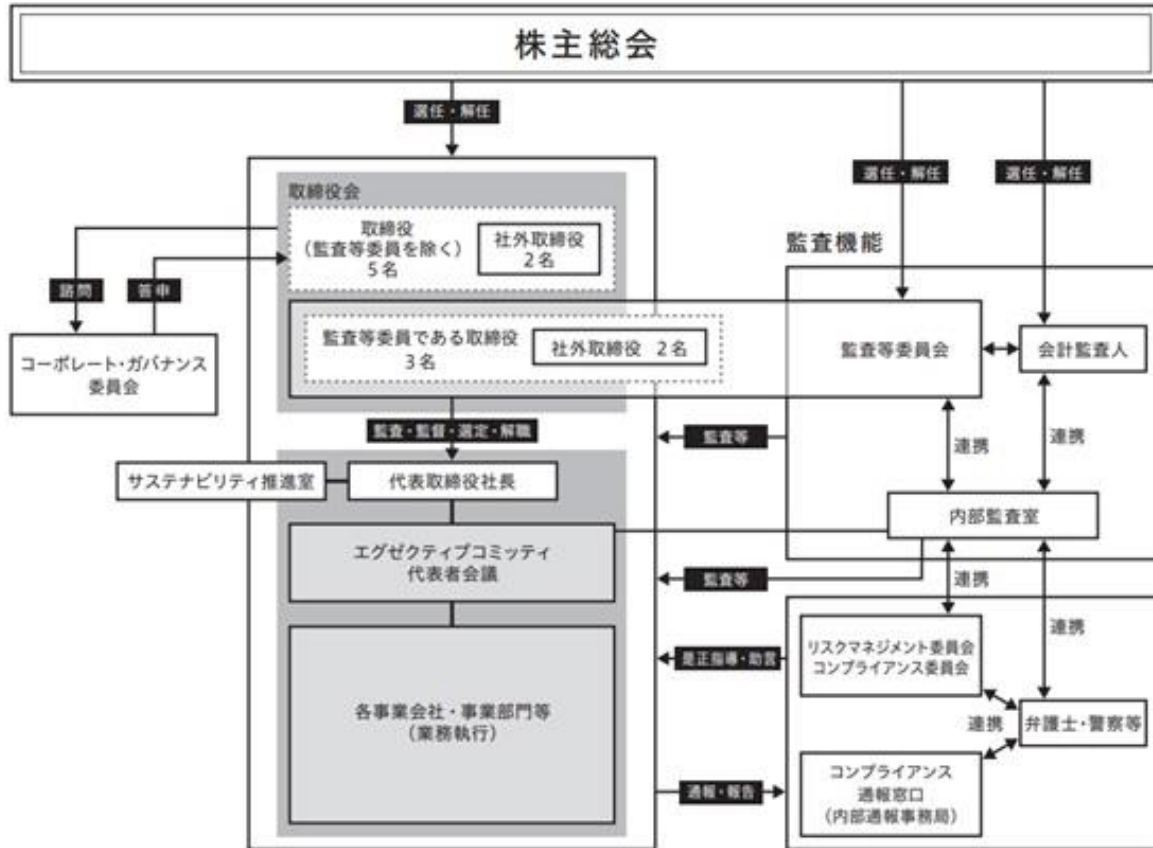 株主総会
選任・解任
選任・解任
選任・解任
取締役会
取締役
(監査等委員を除く)
5名
社外取締役
2名
監査機能
諮問
答申
コーポレート・ガバナンス
委員会
監査等委員である取締役
3名
社外取締役 2名
監査等委員会
会計監査人
監査・監督・選定・解職
監査等
連携
連携
サステナビリティ推進室
代表取締役社長
内部監査室
エグゼクティブコミッティ
代表者会議
監査等
連携
連携
リスクマネジメント委員会
コンプライアンス委員会
是正指導・助言
各事業会社・事業部門等
(業務執行)
連携
弁護士・警察等
コンプライアンス
通報窓口
(内部通報事務局)
通報・報告